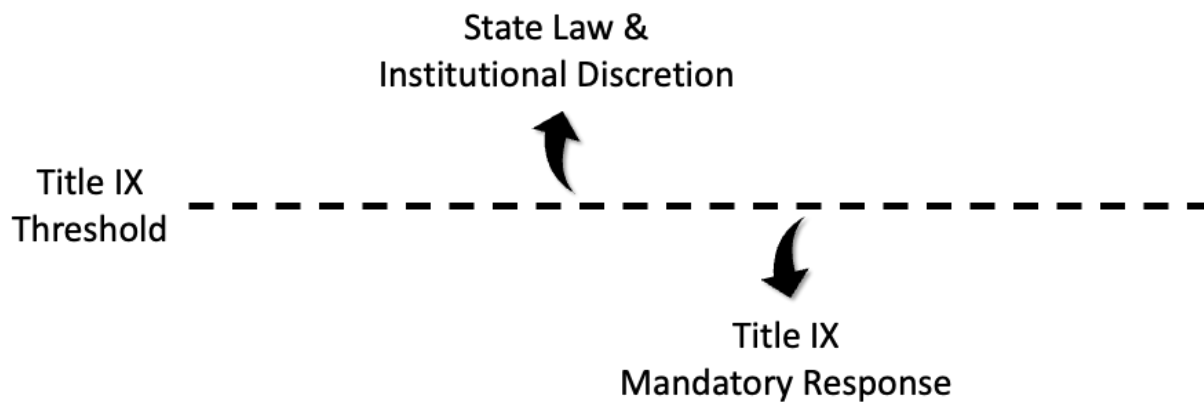 State Law &
Institutional Discretion
Title IX
Threshold
Title IX
Mandatory Response